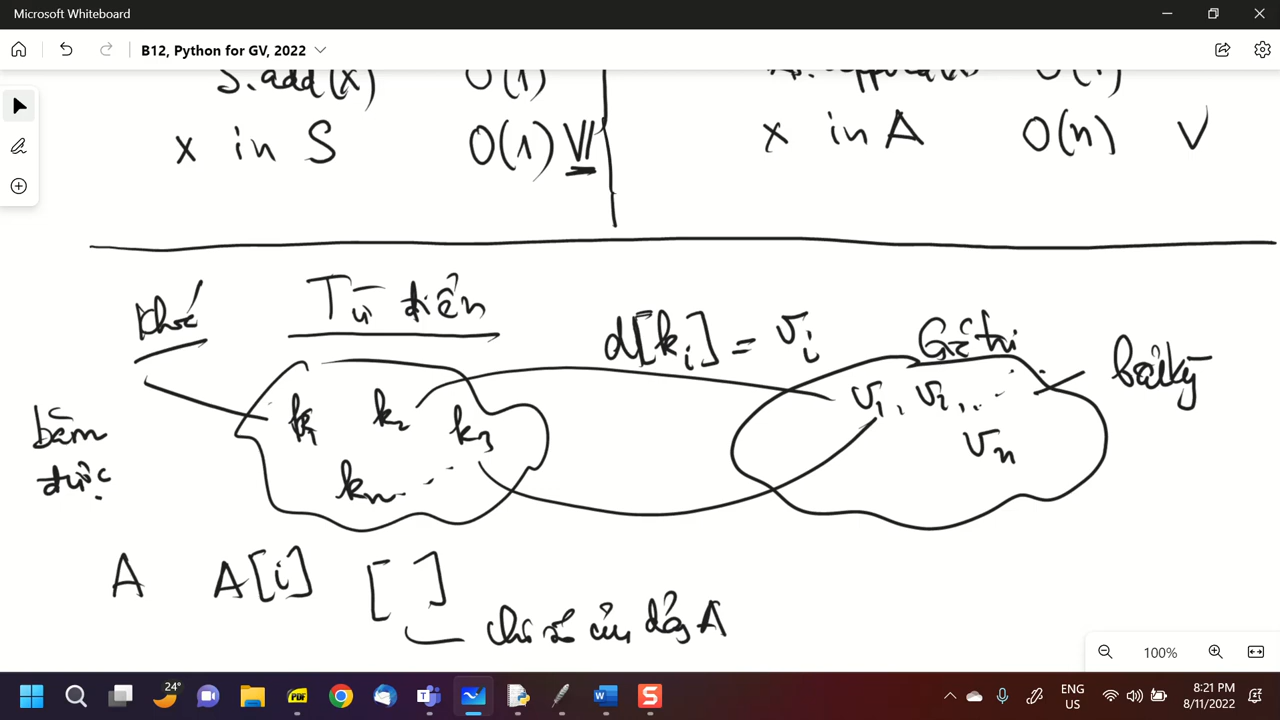 Microsoft Whiteboard
B12, Python for GV, 2022
S.add(x) O(1)
x in S O(1) V
x in A O(n) V
Khoá Từ điển
d[kᵢ] = vᵢ Giá trị bất kỳ
băm được
k₁ k₂ k₃
kₙ
v₁, v₂, ...
vₙ
A A[i] [ ]
chỉ số của dãy A
100%
24°
ENG
US
8:21 PM
8/11/2022